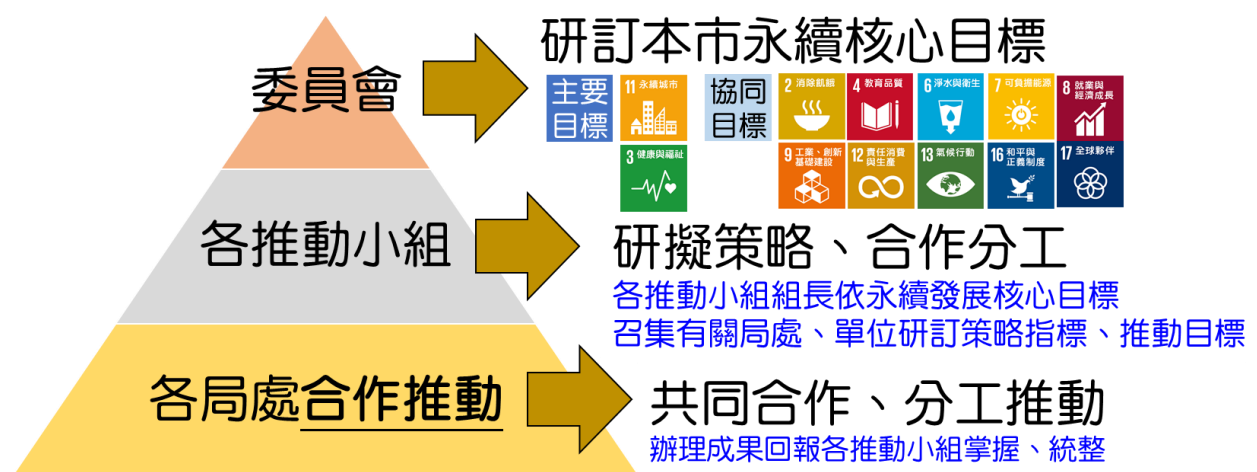 委員會
研訂本市永續核心目標
主要
目標
11 永續城市
3 健康與福祉
協同
目標
2 消除飢餓
4 教育品質
6 淨水與衛生
7 可負擔能源
8 就業與
經濟成長
9 工業、創新
基礎建設
12 責任消費
與生產
13 氣候行動
16 和平與
正義制度
17 全球夥伴
各推動小組
研擬策略、合作分工
各推動小組組長依永續發展核心目標
召集有關局處、單位研訂策略指標、推動目標
各局處合作推動
共同合作、分工推動
辦理成果回報各推動小組掌握、統整